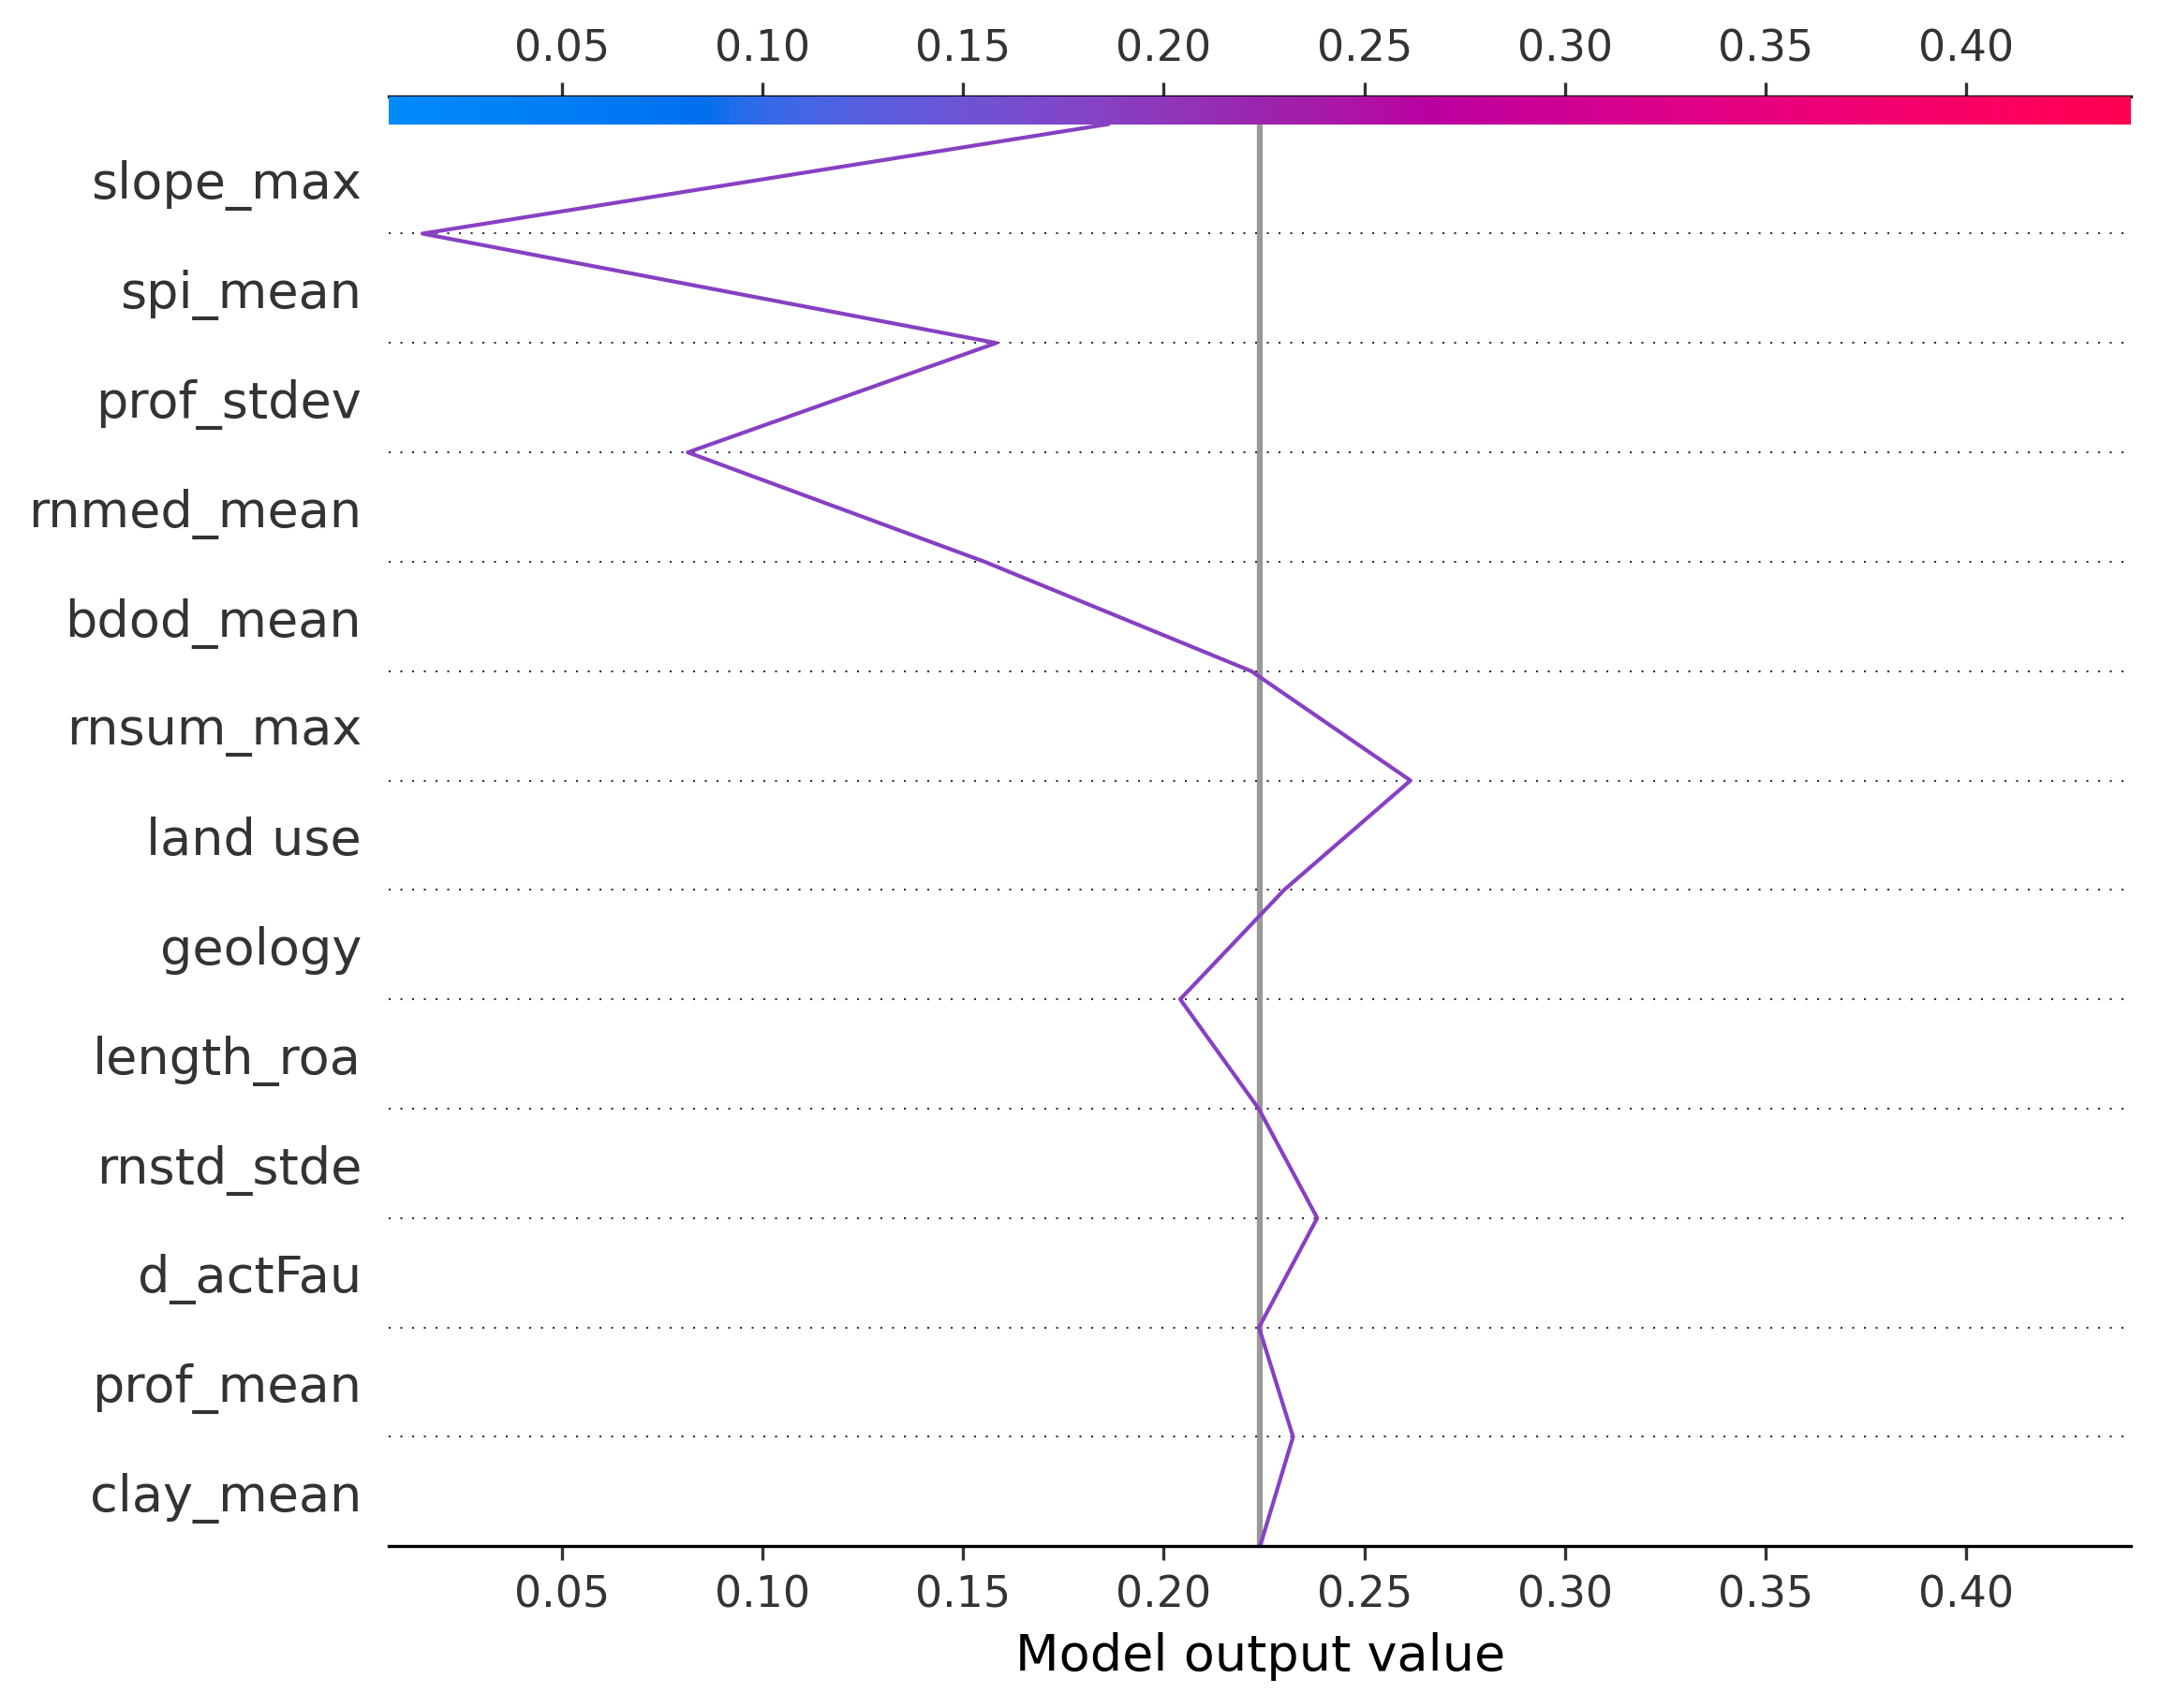 0.05 0.10 0.15 0.20 0.25 0.30 0.35 0.40
slope_max
spi_mean
prof_stdev
rnmed_mean
bdod_mean
rnsum_max
land use
geology
length_roa
rnstd_stde
d_actFau
prof_mean
clay_mean
0.05 0.10 0.15 0.20 0.25 0.30 0.35 0.40
Model output value